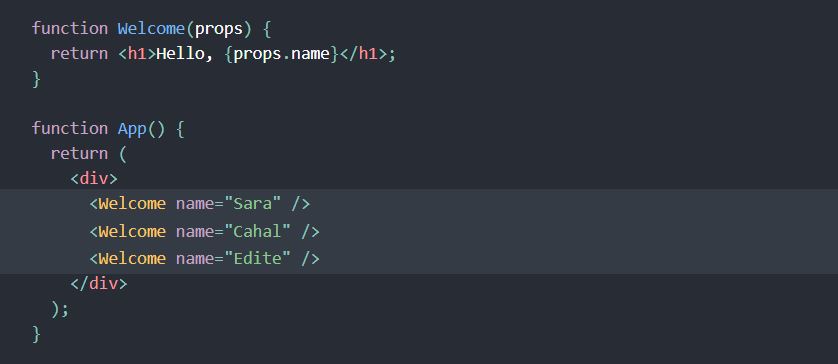 function Welcome(props) {
  return <h1>Hello, {props.name}</h1>;
}

function App() {
  return (
    <div>
      <Welcome name="Sara" />
      <Welcome name="Cahal" />
      <Welcome name="Edite" />
    </div>
  );
}